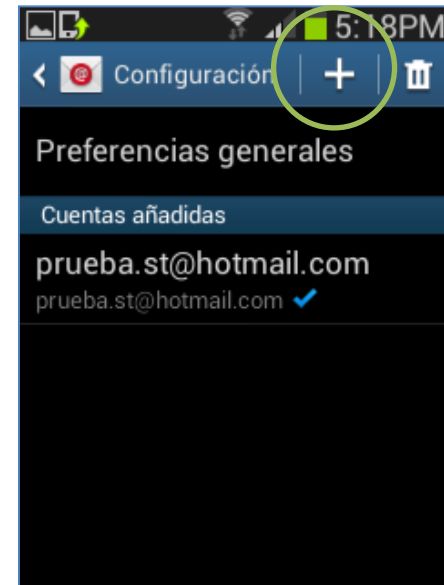 5:18PM
Configuración
Preferencias generales
Cuentas añadidas
prueba.st@hotmail.com
prueba.st@hotmail.com